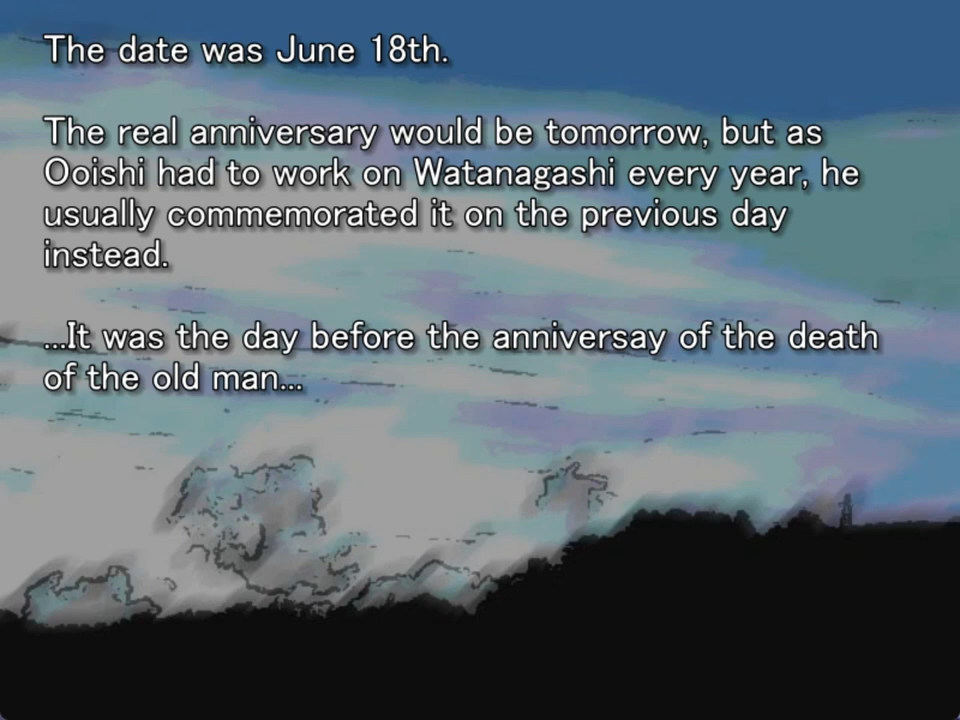 The date was June 18th.
The real anniversary would be tomorrow, but as
Ooishi had to work on Watanagashi every year, he
usually commemorated it on the previous day
instead.
...It was the day before the anniversay of the death
of the old man...